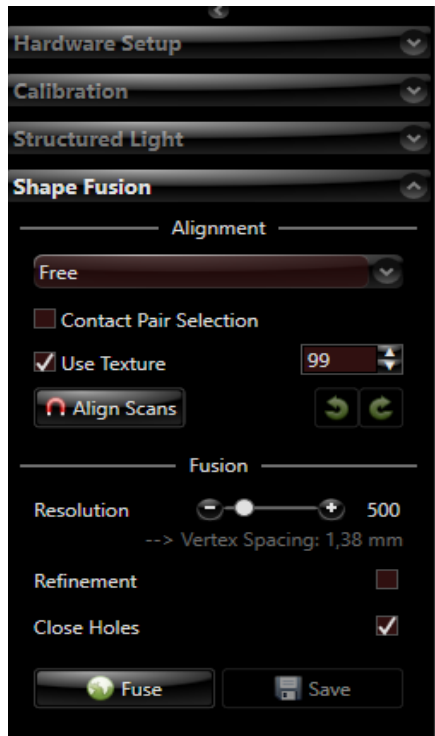 Hardware Setup
Calibration
Structured Light
Shape Fusion
Alignment
Free
Contact Pair Selection
Use Texture 99
Align Scans
Fusion
Resolution 500
--> Vertex Spacing: 1,38 mm
Refinement
Close Holes
Fuse Save